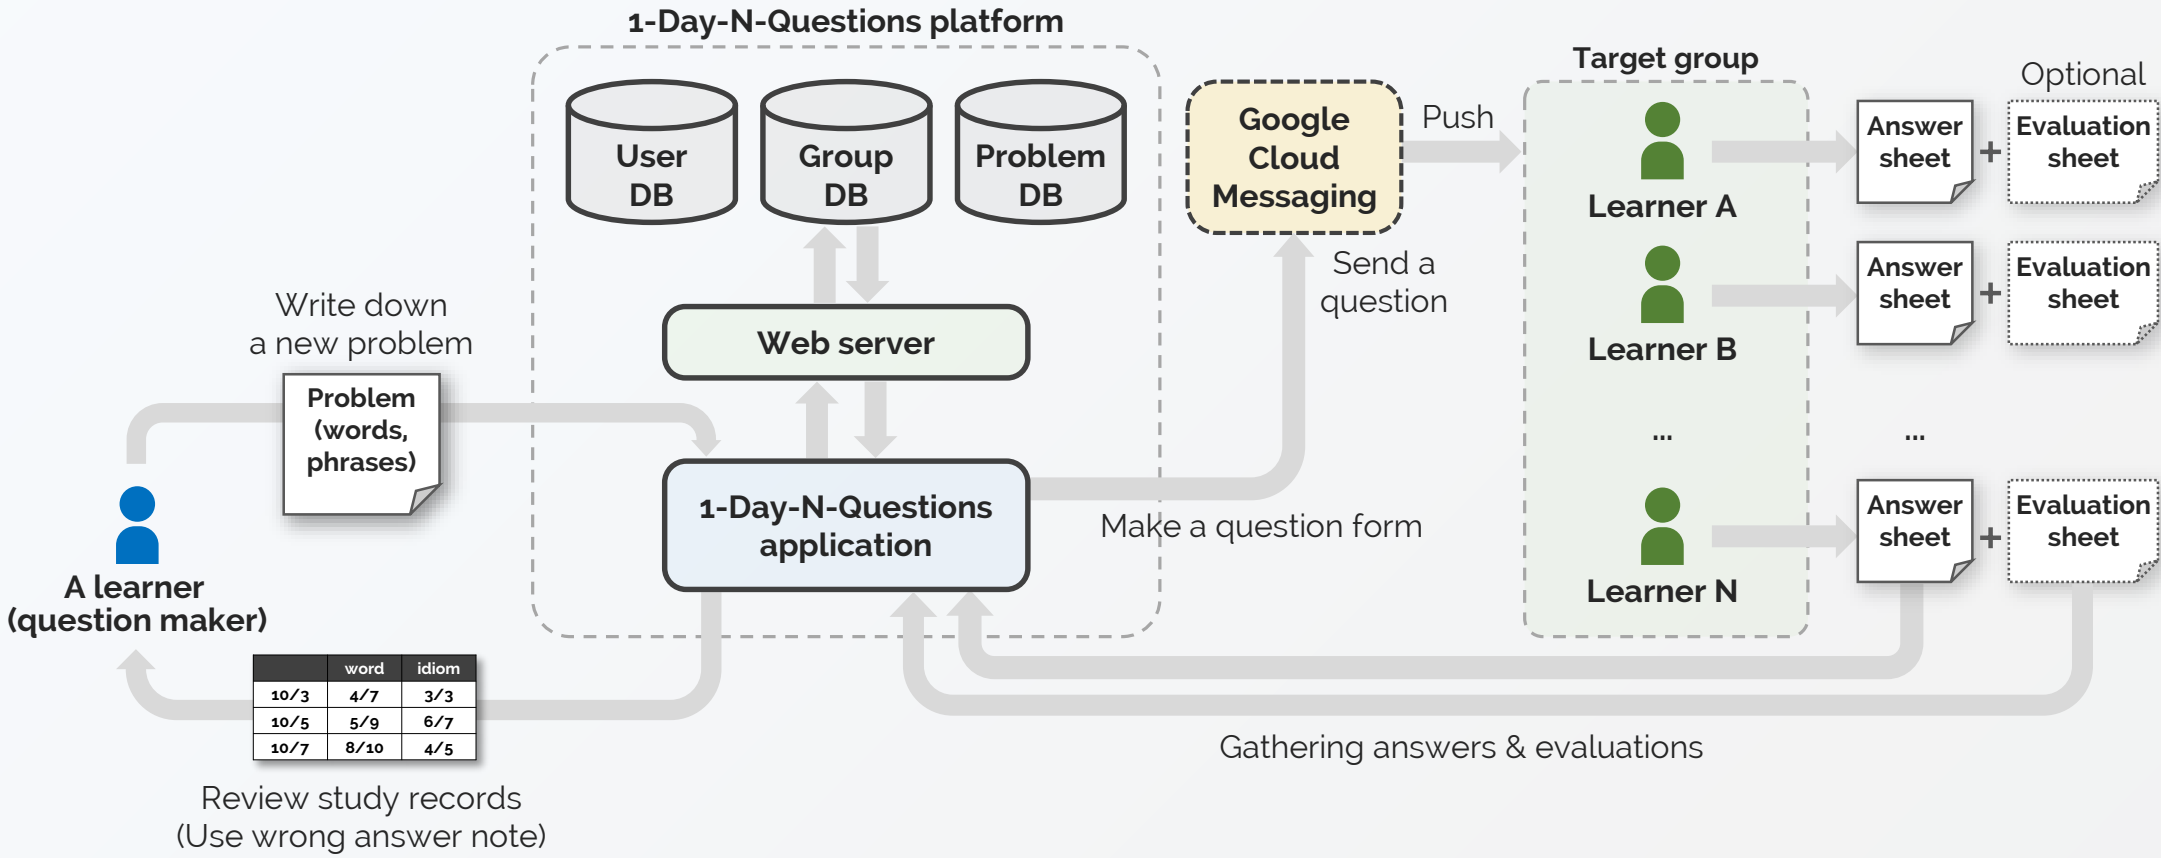 1-Day-N-Questions platform
User
DB
Group
DB
Problem
DB
Web server
1-Day-N-Questions
application
Write down
a new problem
Problem
(words,
phrases)
A learner
(question maker)
word idiom
10/3 4/7 3/3
10/5 5/9 6/7
10/7 8/10 4/5
Review study records
(Use wrong answer note)
Google
Cloud
Messaging
Push
Send a
question
Make a question form
Target group
Learner A
Learner B
...
Learner N
Optional
Answer
sheet
+
Evaluation
sheet
Answer
sheet
+
Evaluation
sheet
...
Answer
sheet
+
Evaluation
sheet
Gathering answers & evaluations